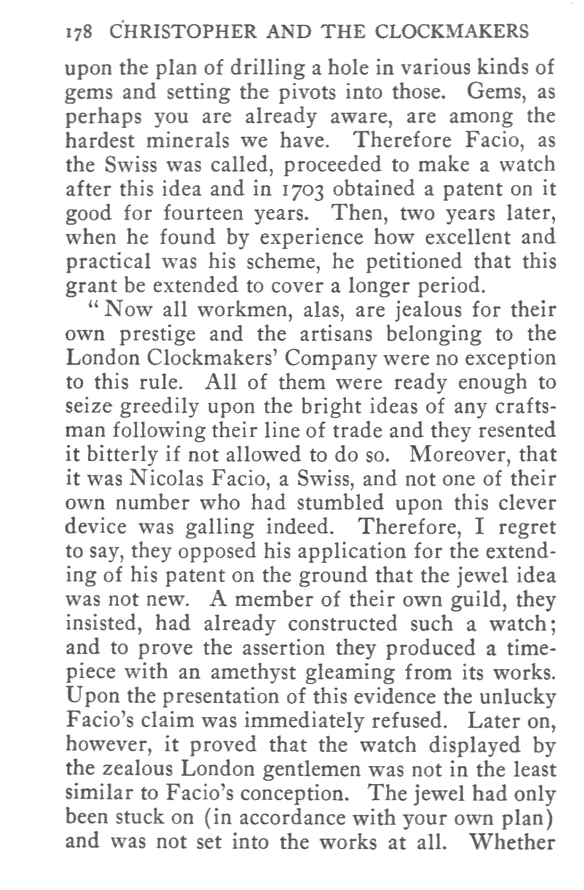 178 CHRISTOPHER AND THE CLOCKMAKERS
upon the plan of drilling a hole in various kinds of
gems and setting the pivots into those. Gems, as
perhaps you are already aware, are among the
hardest minerals we have. Therefore Facio, as
the Swiss was called, proceeded to make a watch
after this idea and in 1703 obtained a patent on it
good for fourteen years. Then, two years later,
when he found by experience how excellent and
practical was his scheme, he petitioned that this
grant be extended to cover a longer period.
“Now all workmen, alas, are jealous for their
own prestige and the artisans belonging to the
London Clockmakers’ Company were no exception
to this rule. All of them were ready enough to
seize greedily upon the bright ideas of any crafts-
man following their line of trade and they resented
it bitterly if not allowed to do so. Moreover, that
it was Nicolas Facio, a Swiss, and not one of their
own number who had stumbled upon this clever
device was galling indeed. Therefore, I regret
to say, they opposed his application for the extend-
ing of his patent on the ground that the jewel idea
was not new. A member of their own guild, they
insisted, had already constructed such a watch;
and to prove the assertion they produced a time-
piece with an amethyst gleaming from its works.
Upon the presentation of this evidence the unlucky
Facio’s claim was immediately refused. Later on,
however, it proved that the watch displayed by
the zealous London gentlemen was not in the least
similar to Facio’s conception. The jewel had only
been stuck on (in accordance with your own plan)
and was not set into the works at all. Whether